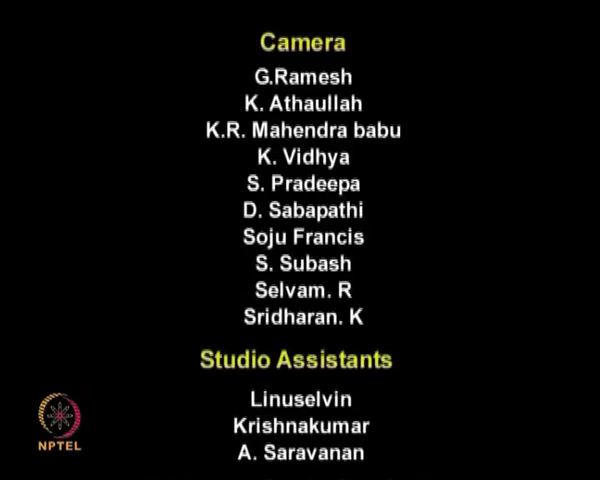 Camera
G.Ramesh
K. Athaullah
K.R. Mahendra babu
K. Vidhya
S. Pradeepa
D. Sabapathi
Soju Francis
S. Subash
Selvam. R
Sridharan. K
Studio Assistants
Linuselvin
Krishnakumar
A. Saravanan
NPTEL